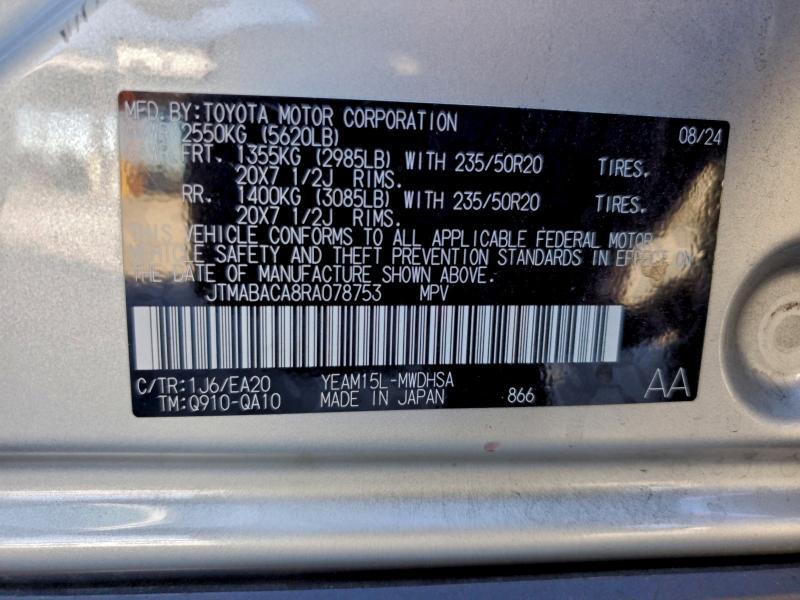 MFD.BY:TOYOTA MOTOR CORPORATION 08/24
2550KG (5620LB)
FRT. 1355KG (2985LB) WITH 235/50R20 TIRES.
20X7 1/2J RIMS.
RR. 1400KG (3085LB) WITH 235/50R20 TIRES.
20X7 1/2J RIMS.
THIS VEHICLE CONFORMS TO ALL APPLICABLE FEDERAL MOTOR
VEHICLE SAFETY AND THEFT PREVENTION STANDARDS IN EFFECT ON
THE DATE OF MANUFACTURE SHOWN ABOVE.
JTMABACA8RA078753 MPV
C/TR:1J6/EA20 YEAM15L-MWDHSA AA
TM:Q910-QA10 MADE IN JAPAN 866